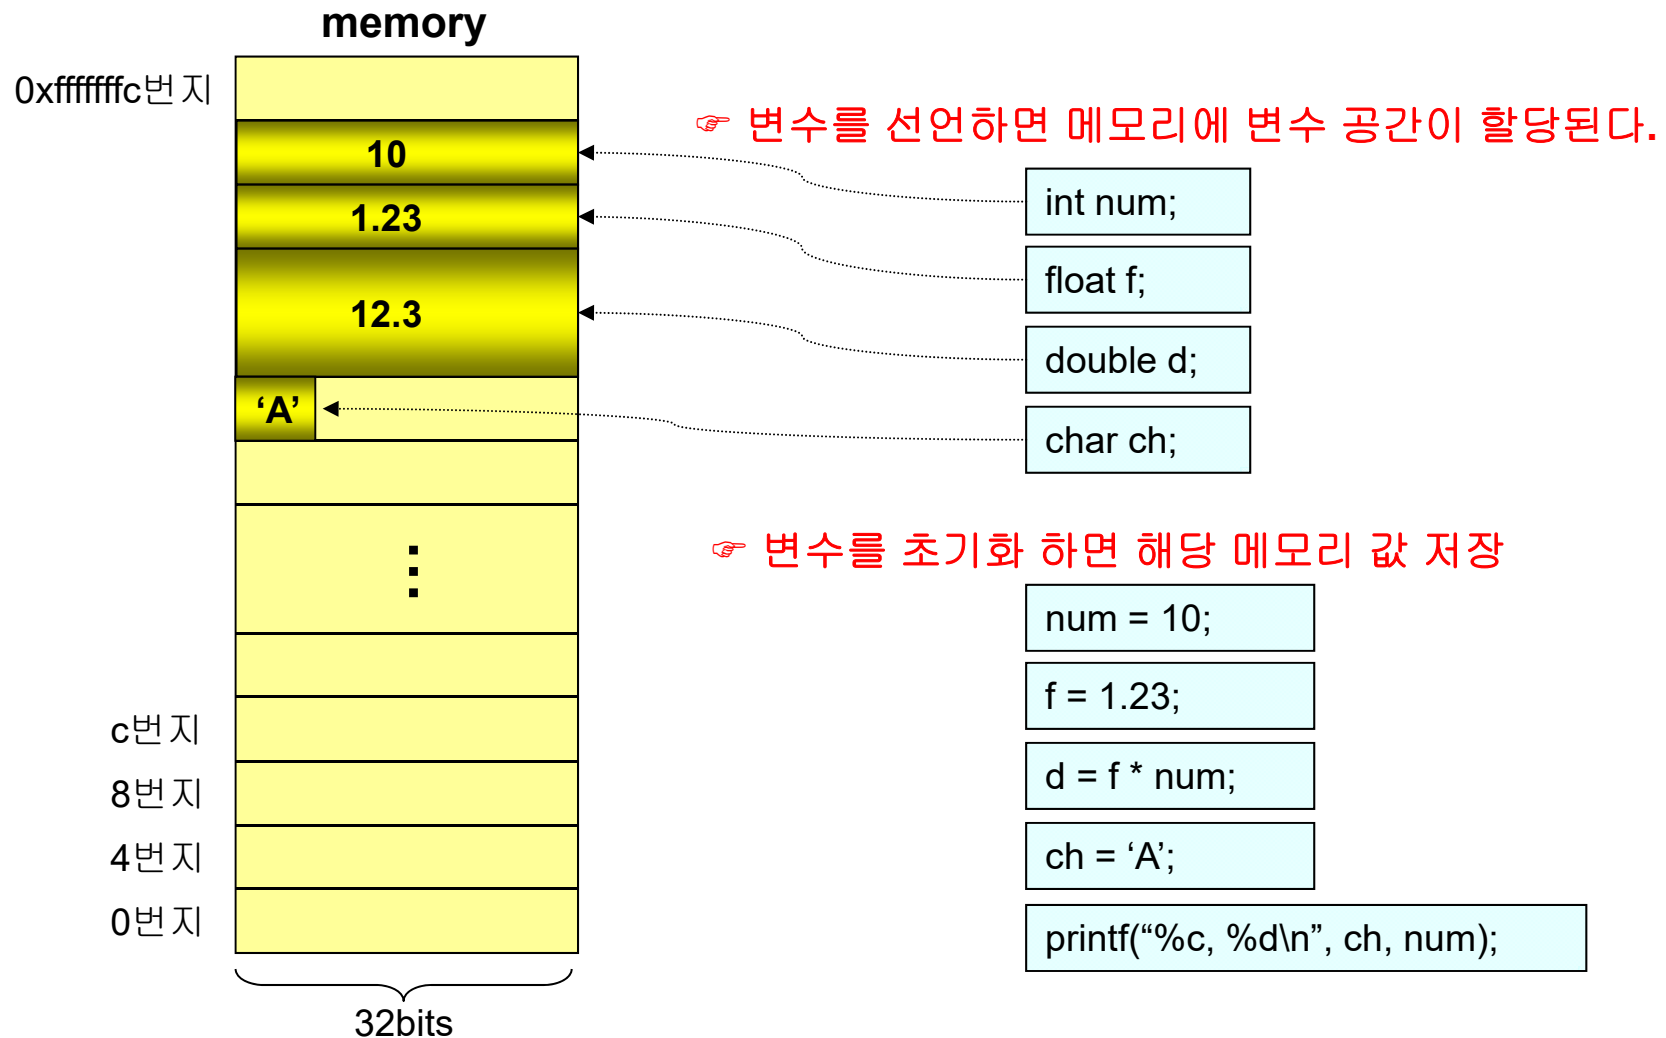 memory
0xfffffffc번지
☞ 변수를 선언하면 메모리에 변수 공간이 할당된다.
10
1.23
12.3
‘A’
int num;
float f;
double d;
char ch;
⋮
☞ 변수를 초기화 하면 해당 메모리 값 저장
num = 10;
f = 1.23;
d = f * num;
ch = ‘A’;
printf(“%c, %d\n”, ch, num);
c번지
8번지
4번지
0번지
32bits